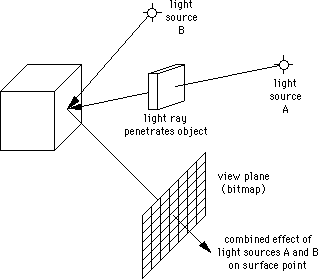 light
source
B
light
source
A
light ray
penetrates object
view plane
(bitmap)
combined effect of
light sources A and B
on surface point